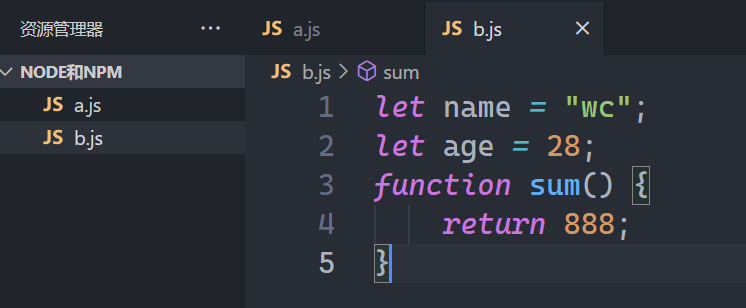 资源管理器 ···
JS a.js
JS b.js ×
NODE和NPM
JS a.js
JS b.js
JS b.js > sum
1 let name = "wc";
2 let age = 28;
3 function sum() {
4     return 888;
5 }